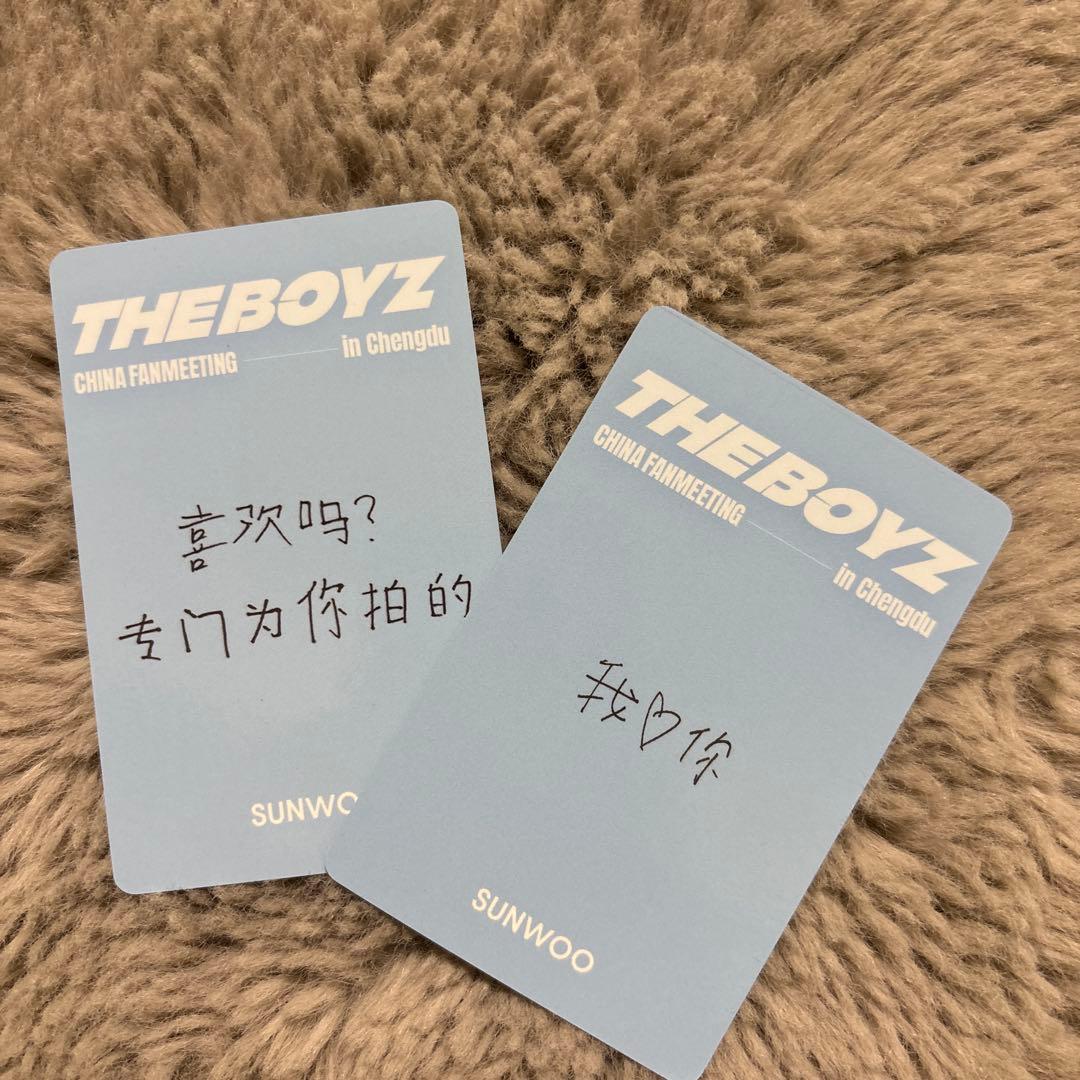 THEBOYZ
CHINA FANMEETING in Chengdu
喜欢吗?
专门为你拍的
SUNWOO
THEBOYZ
CHINA FANMEETING in Chengdu
我♡你
SUNWOO